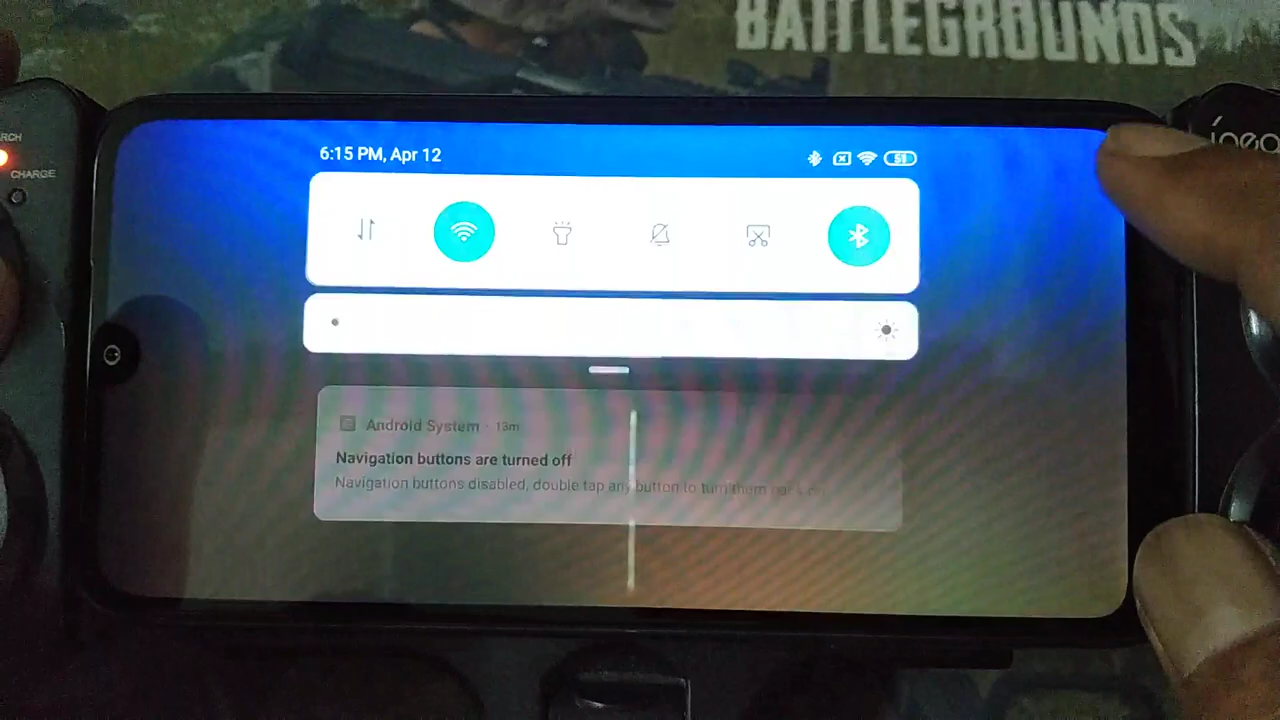 BATTLEGROUNDS
CHARGE
6:15 PM, Apr 12
51
Android System · 13m
Navigation buttons are turned off
Navigation buttons disabled, double tap any button to turn them